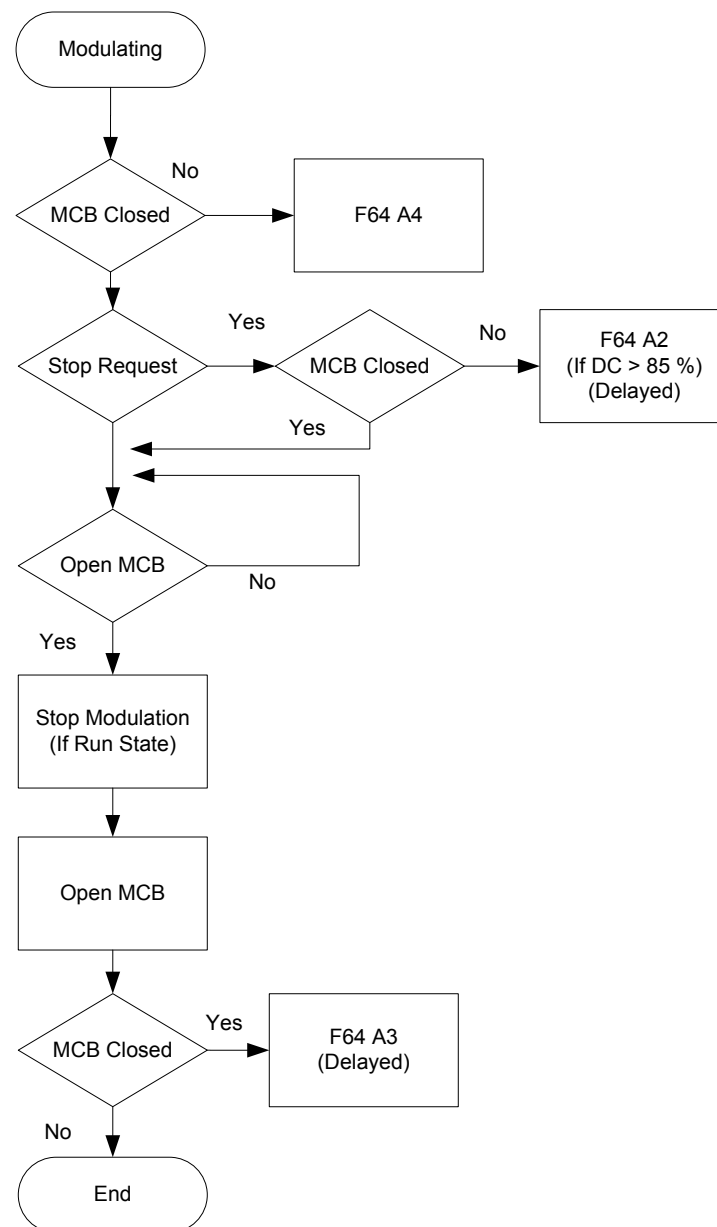 Modulating
No
MCB Closed
F64 A4
Yes
No
Stop Request
MCB Closed
F64 A2
(If DC > 85 %)
(Delayed)
Yes
Open MCB
No
Yes
Stop Modulation
(If Run State)
Open MCB
Yes
MCB Closed
F64 A3
(Delayed)
No
End